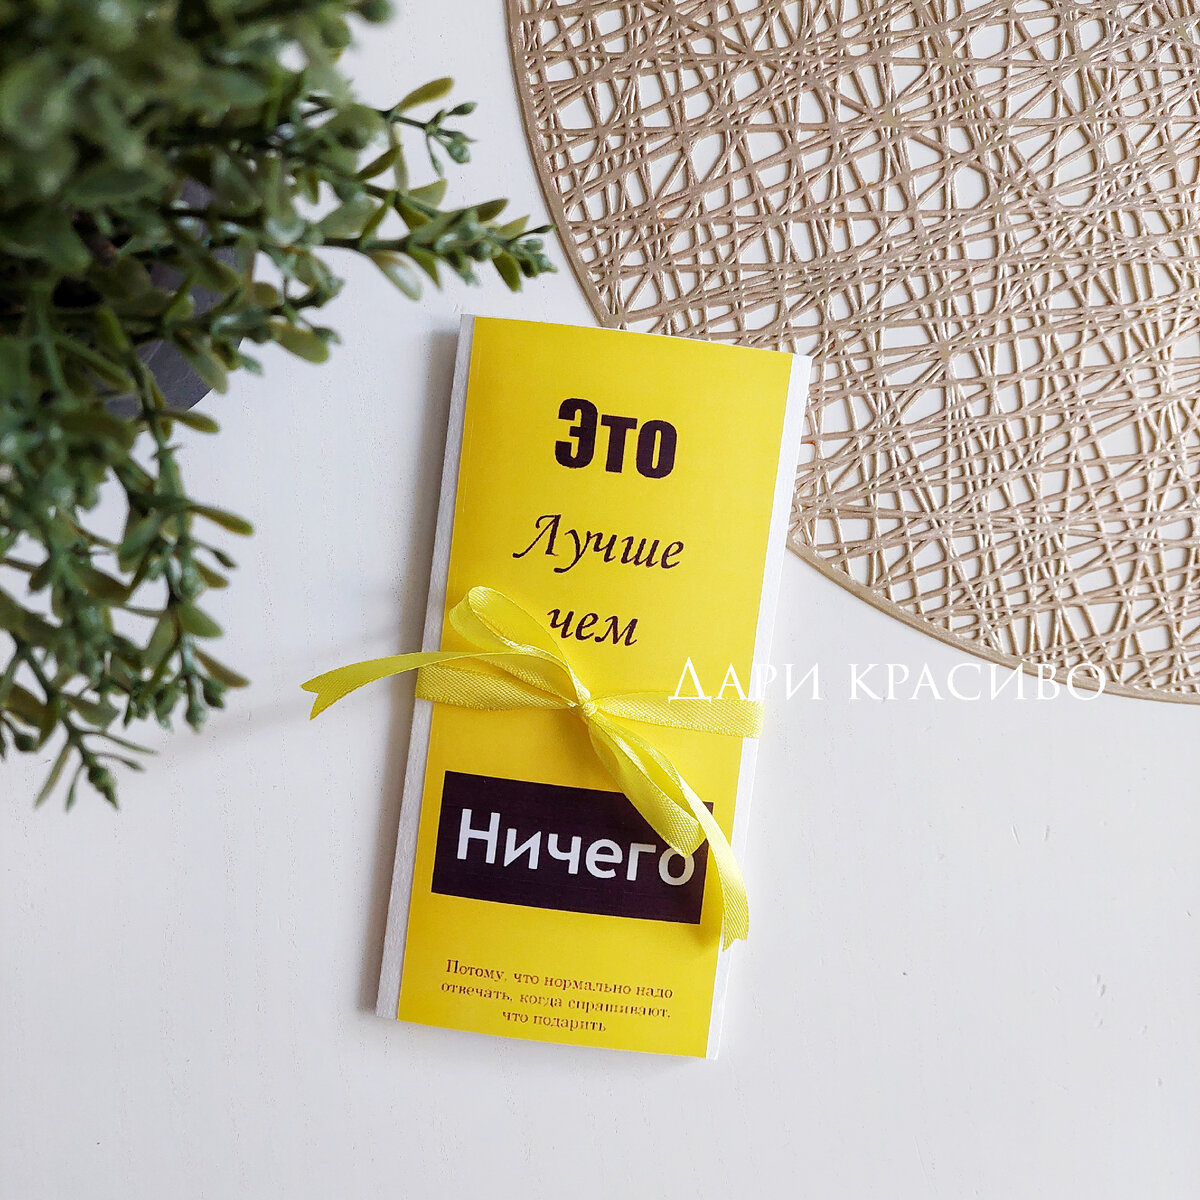 Это
Лучше
чем
Дари красиво
Ничего
Потому, что нормально надо
отвечать, когда спрашивают,
что подарить